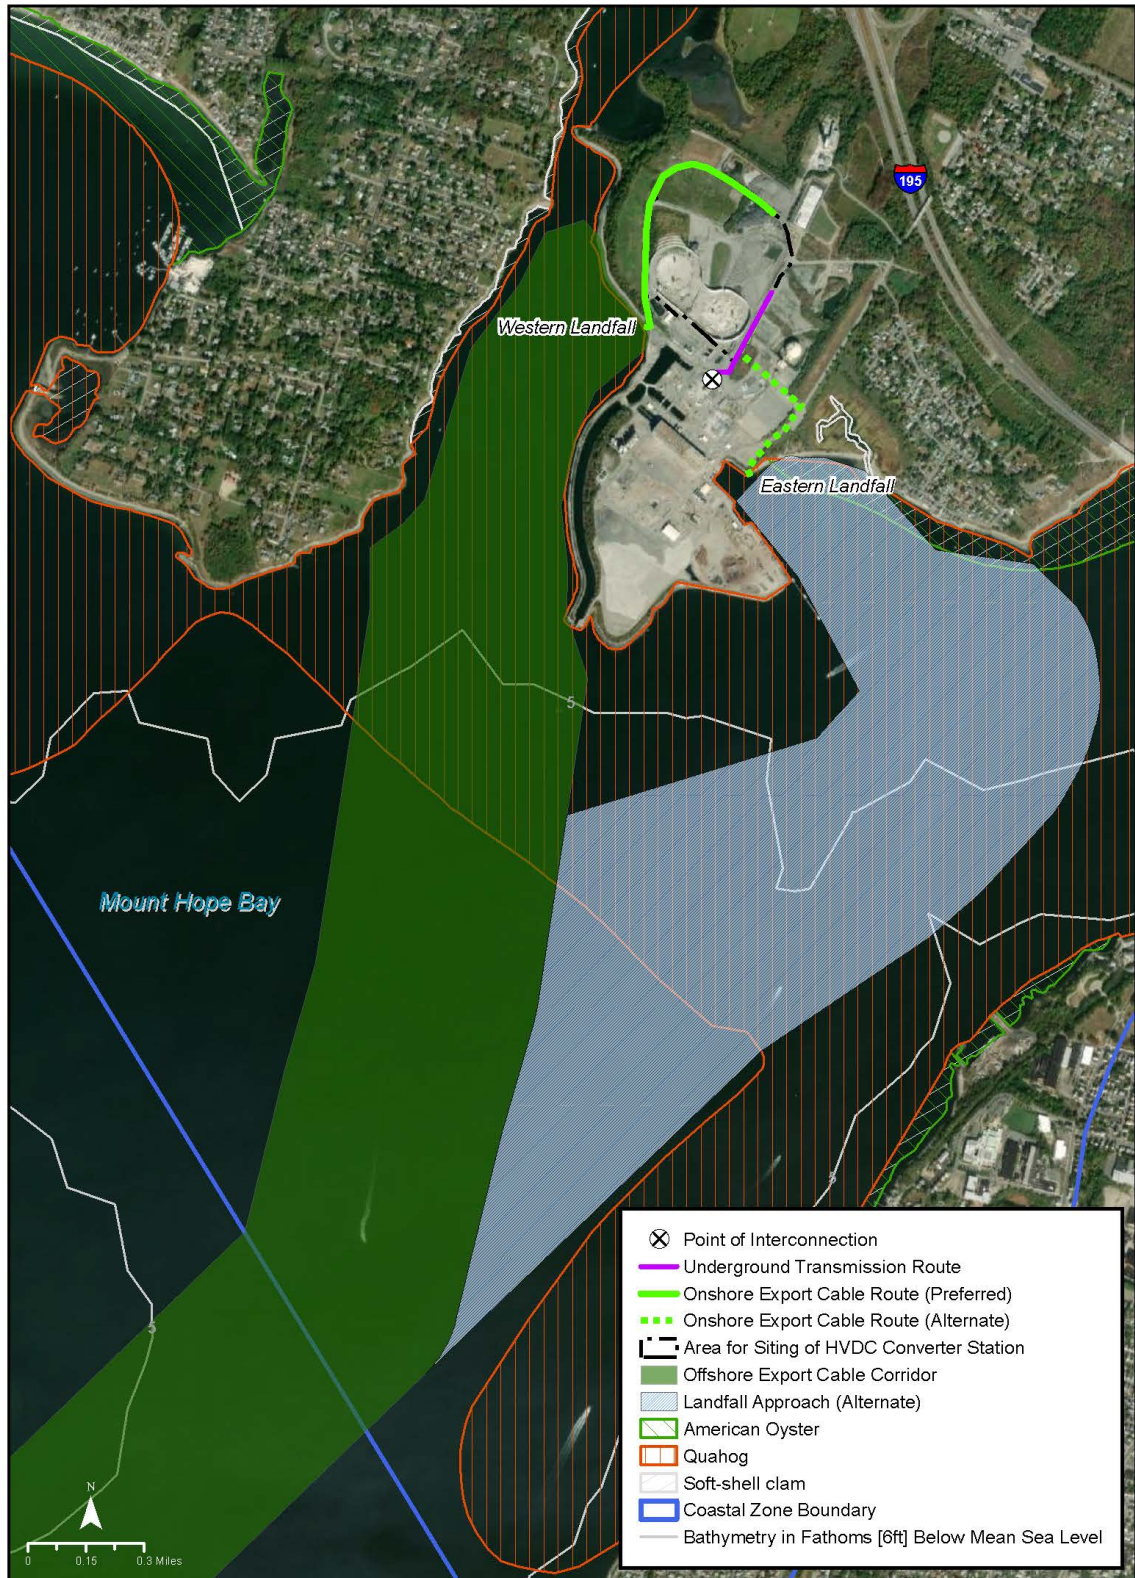 195
Western Landfall
Eastern Landfall
5
Mount Hope Bay
5
5
N
0 0.15 0.3 Miles
Point of Interconnection
Underground Transmission Route
Onshore Export Cable Route (Preferred)
Onshore Export Cable Route (Alternate)
Area for Siting of HVDC Converter Station
Offshore Export Cable Corridor
Landfall Approach (Alternate)
American Oyster
Quahog
Soft-shell clam
Coastal Zone Boundary
Bathymetry in Fathoms [6ft] Below Mean Sea Level